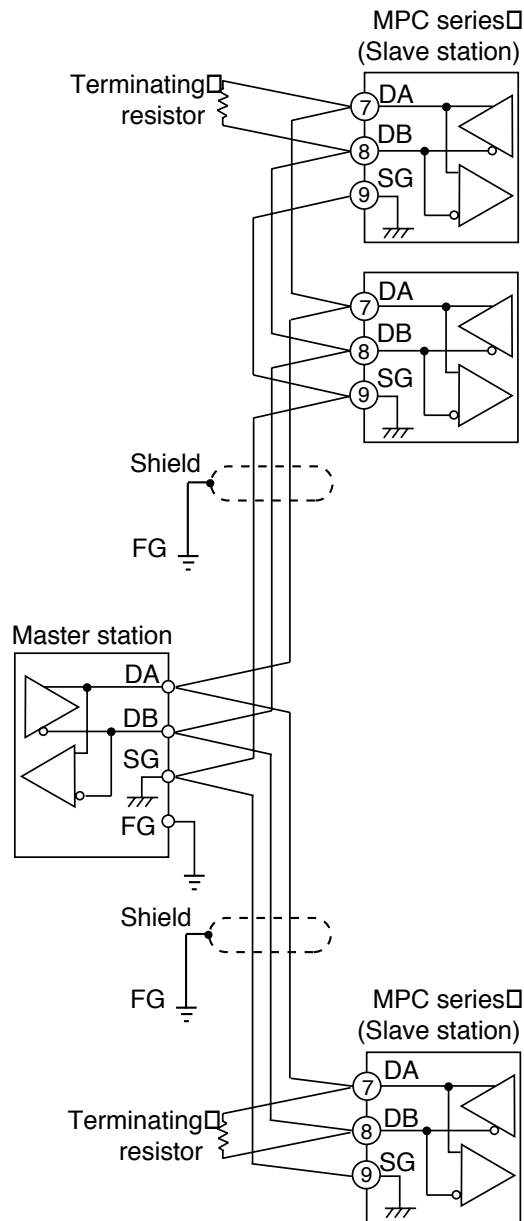 MPC series□
(Slave station)
Terminating□
resistor
7 DA
8 DB
9 SG
7 DA
8 DB
9 SG
Shield
FG
Master station
DA
DB
SG
FG
Shield
FG
MPC series□
(Slave station)
7 DA
Terminating□
resistor
8 DB
9 SG